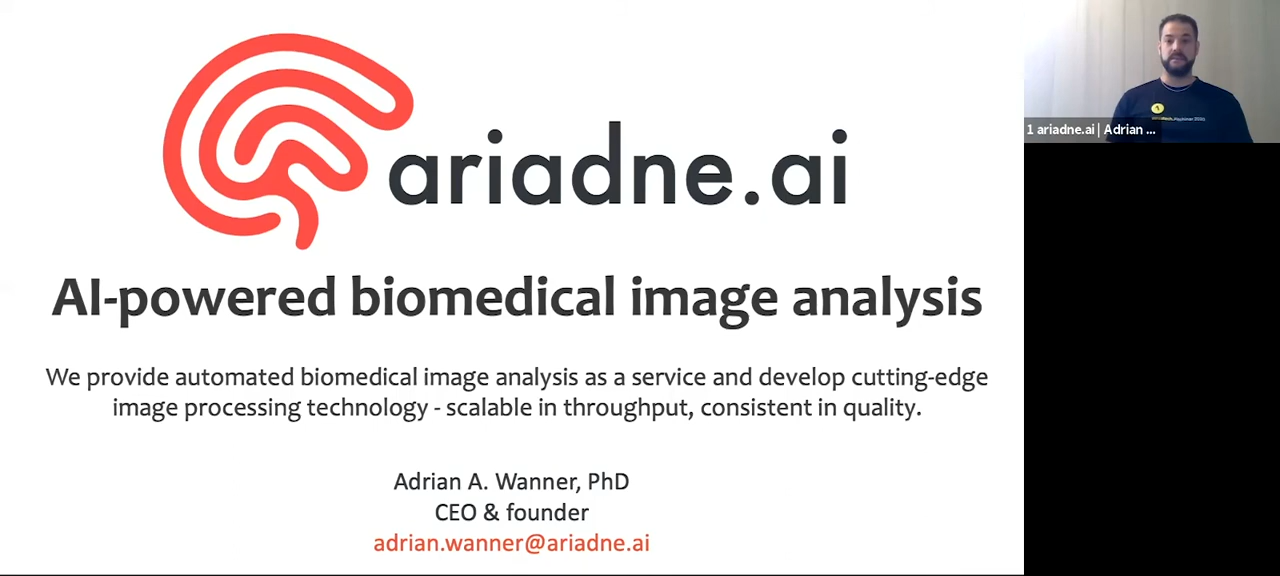 ariadne.ai
AI-powered biomedical image analysis
We provide automated biomedical image analysis as a service and develop cutting-edge
image processing technology - scalable in throughput, consistent in quality.
Adrian A. Wanner, PhD
CEO & founder
adrian.wanner@ariadne.ai
1 ariadne.ai | Adrian ...